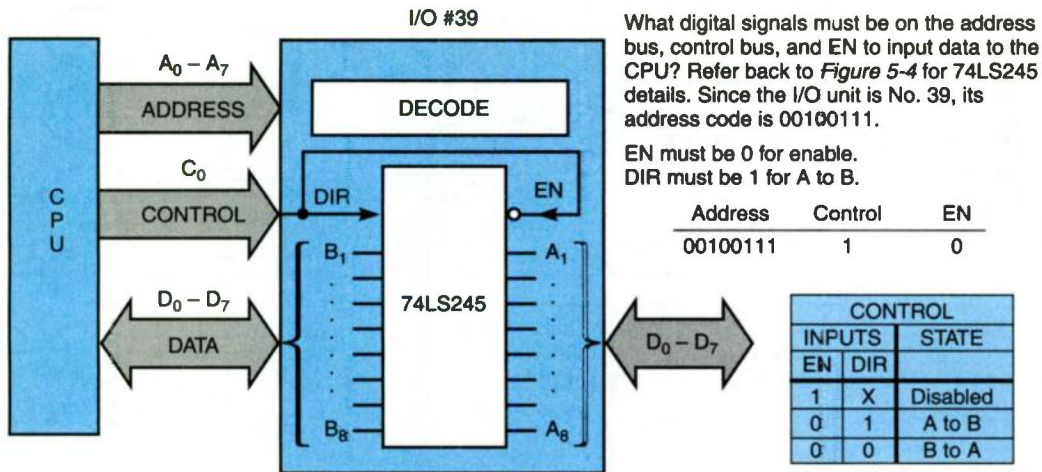 I/O #39
A0 – A7
ADDRESS
C0
CONTROL
D0 – D7
DATA
C
P
U
DECODE
DIR
EN
B1
B8
74LS245
A1
A8
D0 – D7
What digital signals must be on the address
bus, control bus, and EN to input data to the
CPU? Refer back to Figure 5-4 for 74LS245
details. Since the I/O unit is No. 39, its
address code is 00100111.
EN must be 0 for enable.
DIR must be 1 for A to B.
Address Control EN
00100111 1 0
CONTROL
INPUTS STATE
EN DIR
1 X Disabled
0 1 A to B
0 0 B to A